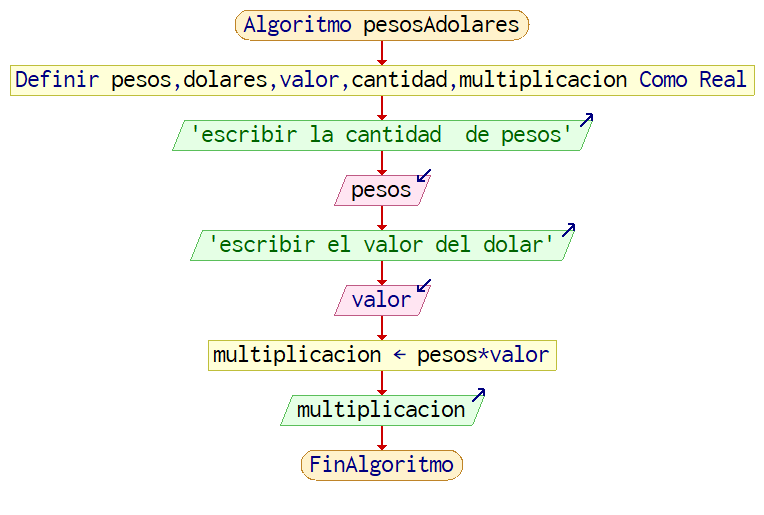 Algoritmo pesosAdolares
Definir pesos,dolares,valor,cantidad,multiplicacion Como Real
'escribir la cantidad  de pesos'
pesos
'escribir el valor del dolar'
valor
multiplicacion ← pesos*valor
multiplicacion
FinAlgoritmo